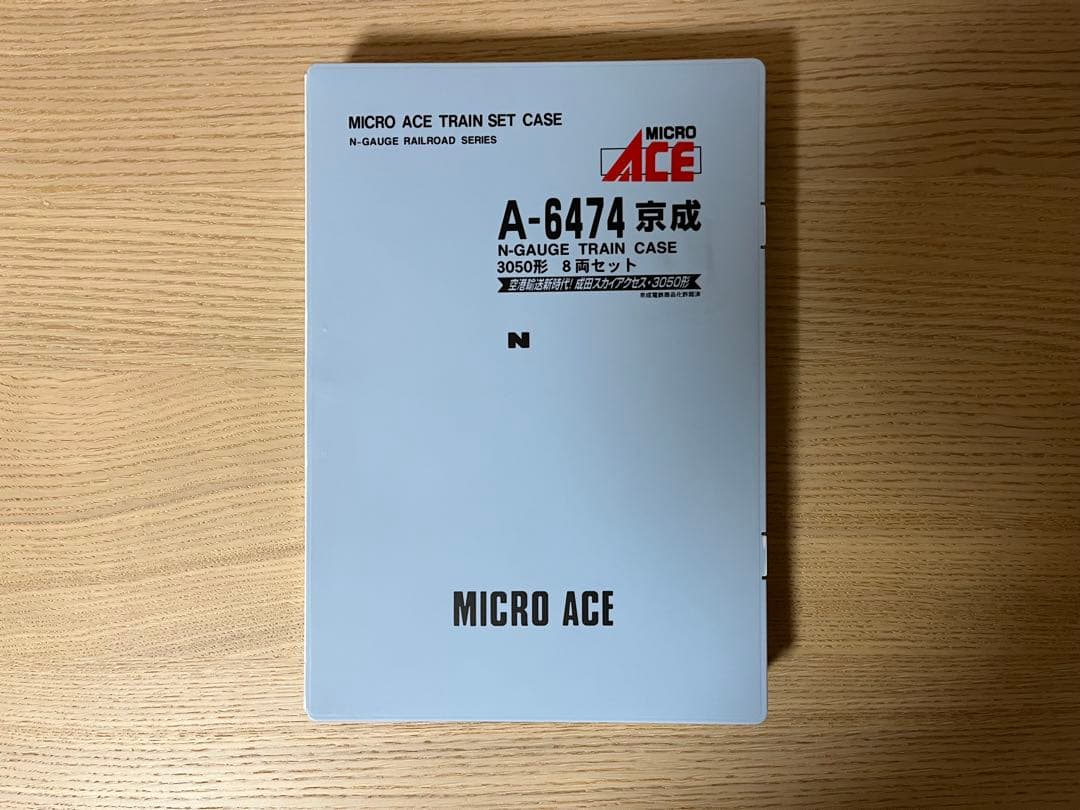 MICRO ACE TRAIN SET CASE
N-GAUGE RAILROAD SERIES
MICRO
ACE
A-6474 京成
N-GAUGE TRAIN CASE
3050形 8両セット
空港輸送新時代!成田スカイアクセス・3050形
京成電鉄商品化許諾済
N
MICRO ACE